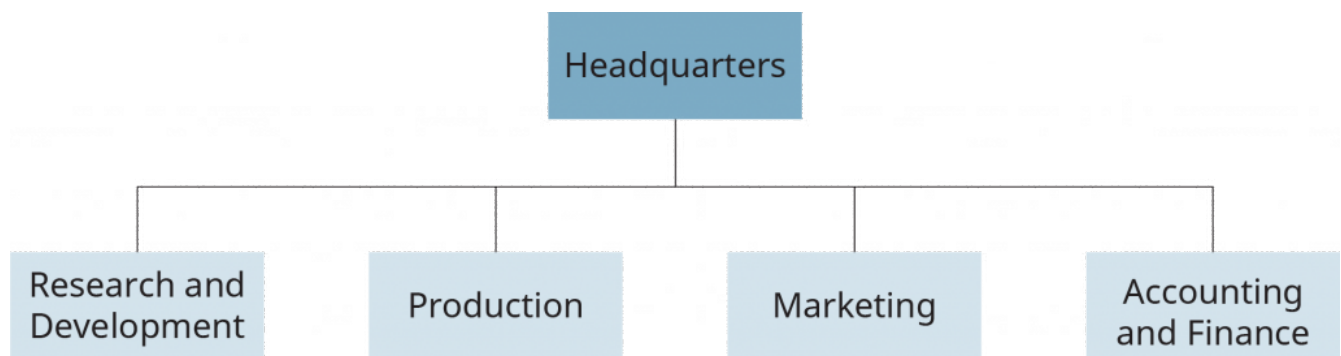 Headquarters
Research and
Development
Production
Marketing
Accounting
and Finance